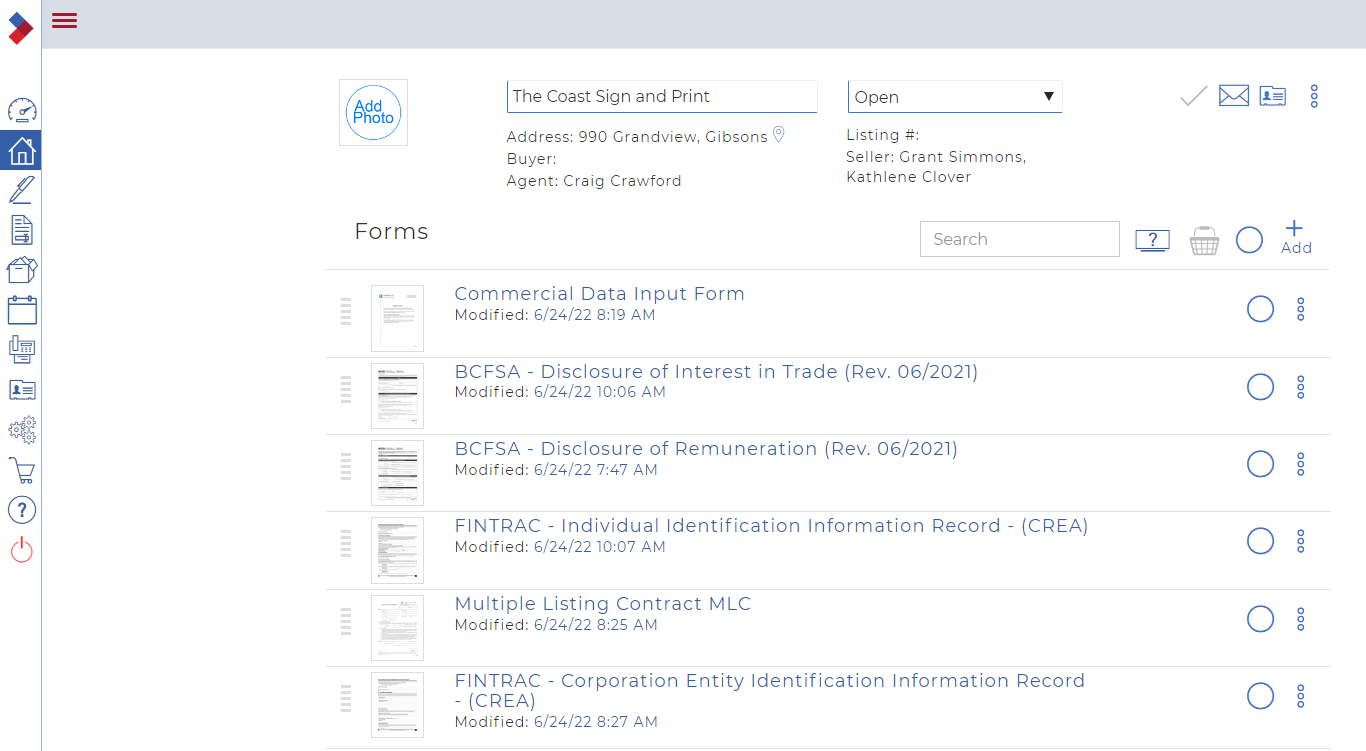 Add
Photo
The Coast Sign and Print
Open
Address: 990 Grandview, Gibsons
Buyer:
Agent: Craig Crawford
Listing #:
Seller: Grant Simmons,
Kathlene Clover
Forms
Search
?
Add
Commercial Data Input Form
Modified: 6/24/22 8:19 AM
BCFSA - Disclosure of Interest in Trade (Rev. 06/2021)
Modified: 6/24/22 10:06 AM
BCFSA - Disclosure of Remuneration (Rev. 06/2021)
Modified: 6/24/22 7:47 AM
FINTRAC - Individual Identification Information Record - (CREA)
Modified: 6/24/22 10:07 AM
Multiple Listing Contract MLC
Modified: 6/24/22 8:25 AM
FINTRAC - Corporation Entity Identification Information Record
- (CREA)
Modified: 6/24/22 8:27 AM
?